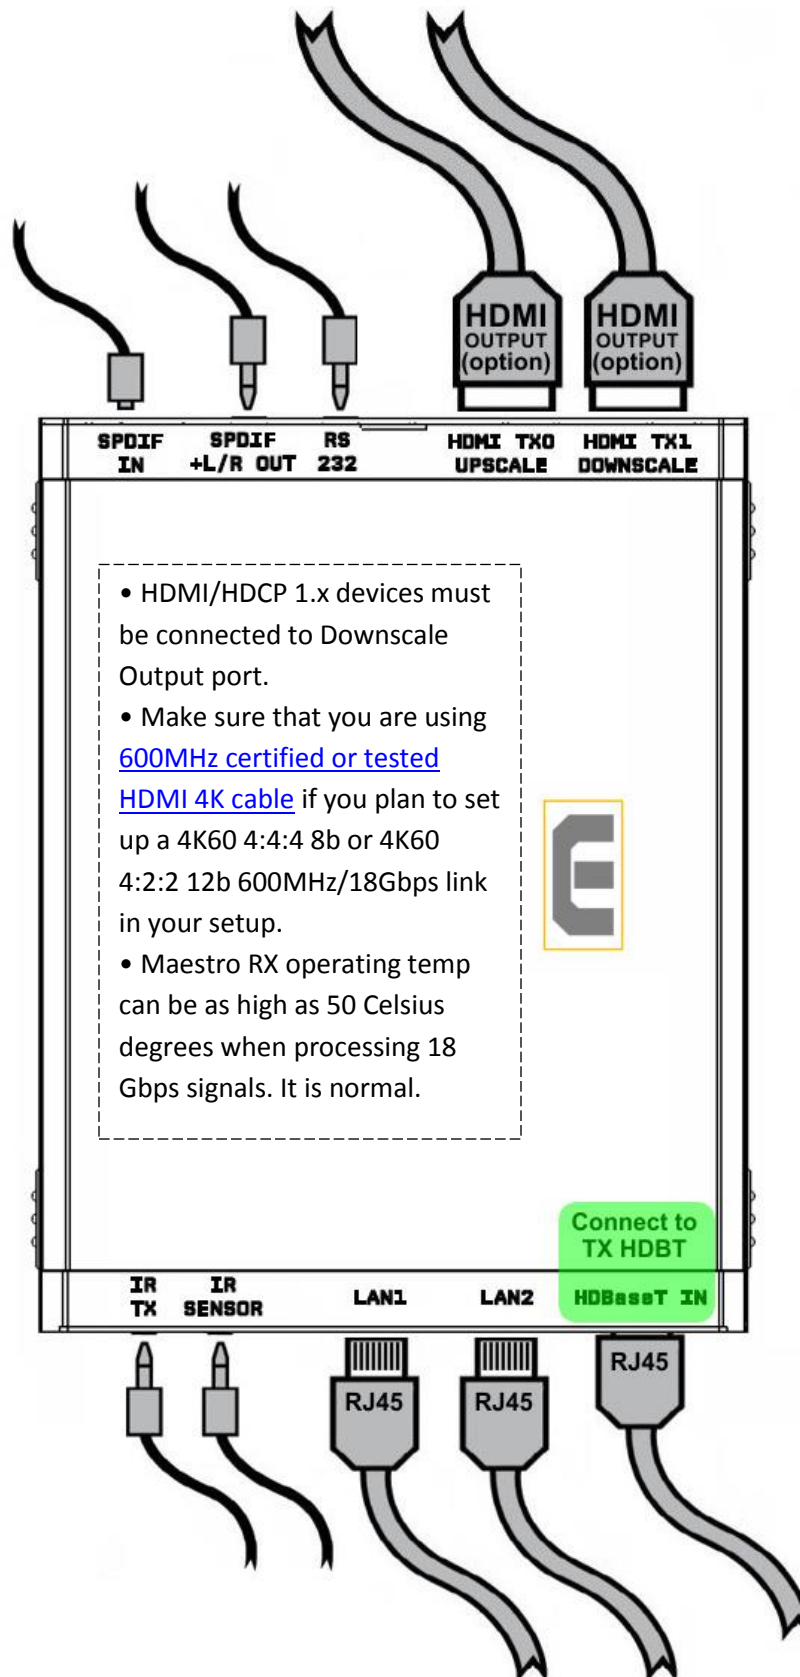 HDMI
OUTPUT
(option)
HDMI
OUTPUT
(option)
SPDIF
IN
SPDIF
+L/R OUT
RS
232
HDMI TX0
UPSCALE
HDMI TX1
DOWNSCALE
• HDMI/HDCP 1.x devices must
be connected to Downscale
Output port.
• Make sure that you are using
600MHz certified or tested
HDMI 4K cable if you plan to set
up a 4K60 4:4:4 8b or 4K60
4:2:2 12b 600MHz/18Gbps link
in your setup.
• Maestro RX operating temp
can be as high as 50 Celsius
degrees when processing 18
Gbps signals. It is normal.
Connect to
TX HDBT
IR
TX
IR
SENSOR
LAN1
LAN2
HDBaseT IN
RJ45
RJ45
RJ45